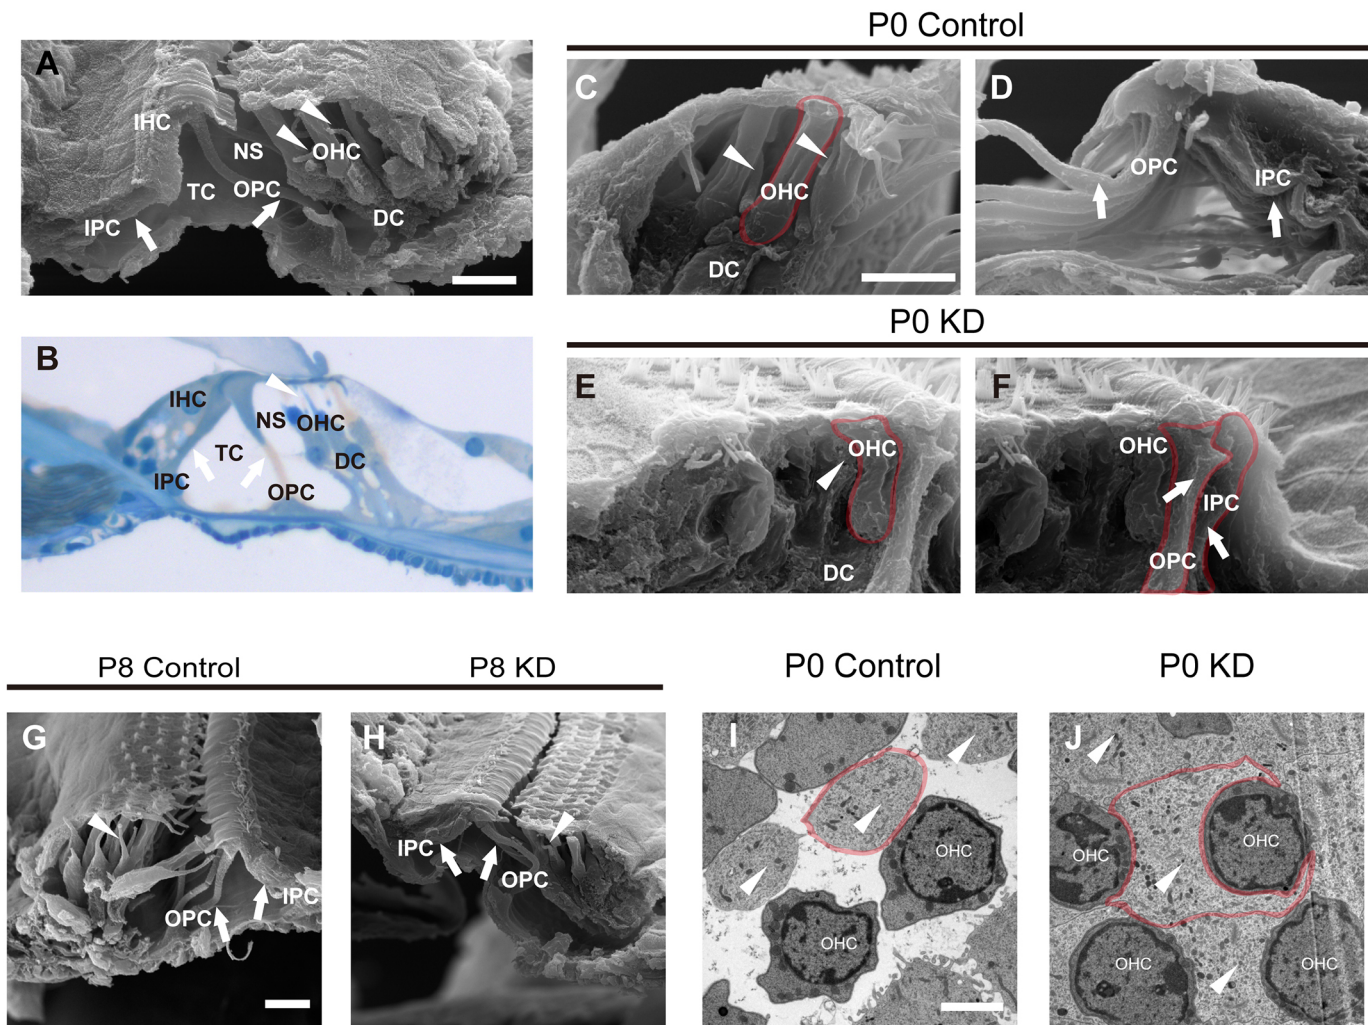 P0 Control
A
IHC
NS
OHC
TC
OPC
IPC
DC
C
OHC
DC
D
OPC
IPC
P0 KD
B
IHC
NS
OHC
TC
DC
IPC
OPC
E
OHC
DC
F
OHC
IPC
OPC
P8 Control
P8 KD
P0 Control
P0 KD
G
IPC
OPC
H
IPC
OPC
I
OHC
OHC
J
OHC
OHC
OHC
OHC